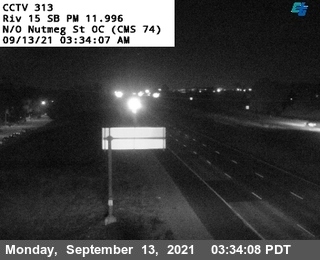 CCTV 313
Riv 15 SB PM 11.996
N/O Nutmeg St OC (CMS 74)
09/13/21 03:34:07 AM
Monday, September 13, 2021 03:34:08 PDT